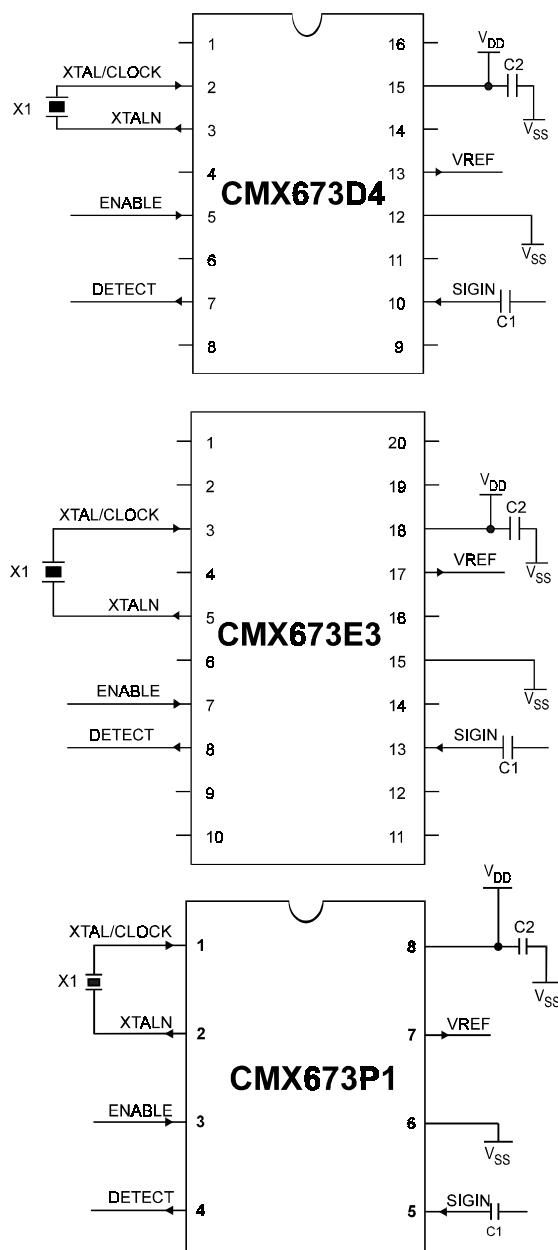 1 16
XTAL/CLOCK 2 15 VDD C2
X1 VSS
XTALN 3 14
4 13 VREF
CMX673D4
ENABLE 5 12
VSS
6 11
DETECT 7 10 SIGIN
C1
8 9
1 20
2 19 VDD
XTAL/CLOCK 3 18 C2
X1 4 17 VREF VSS
XTALN 5 16
CMX673E3
6 15
ENABLE 7 14 VSS
DETECT 8 13 SIGIN
C1
9 12
10 11
VDD
XTAL/CLOCK 1 8 C2
X1 VSS
XTALN 2 7 VREF
CMX673P1
ENABLE 3 6
VSS
DETECT 4 5 SIGIN
C1